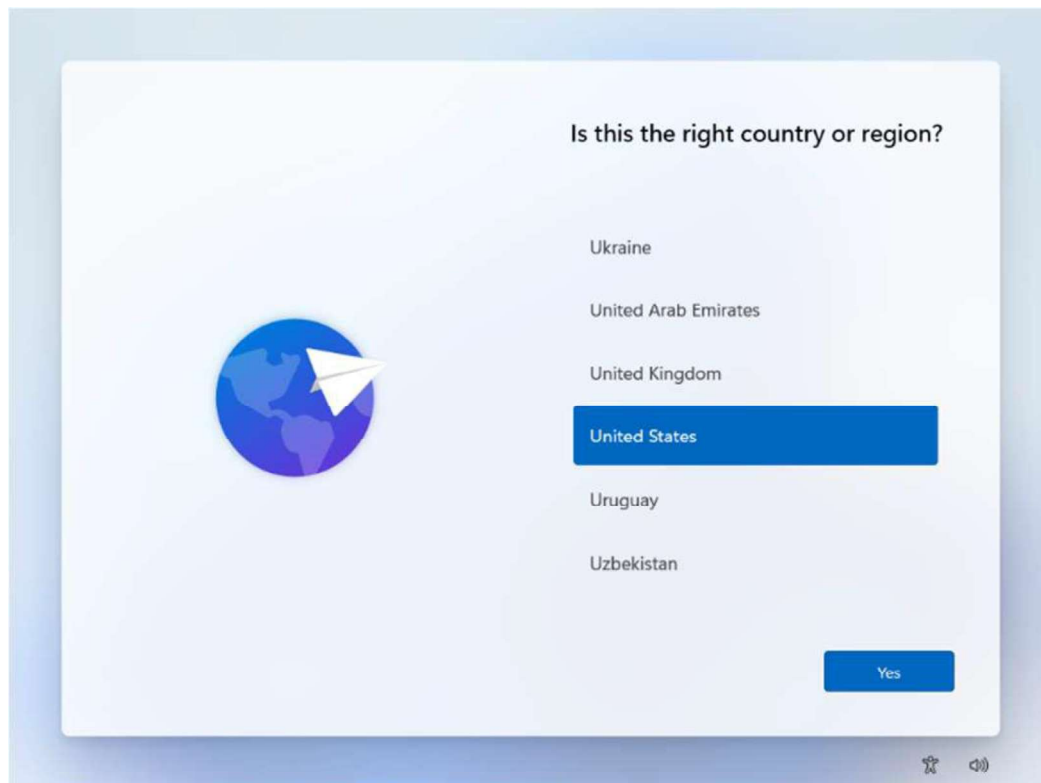 Is this the right country or region?
Ukraine
United Arab Emirates
United Kingdom
United States
Uruguay
Uzbekistan
Yes